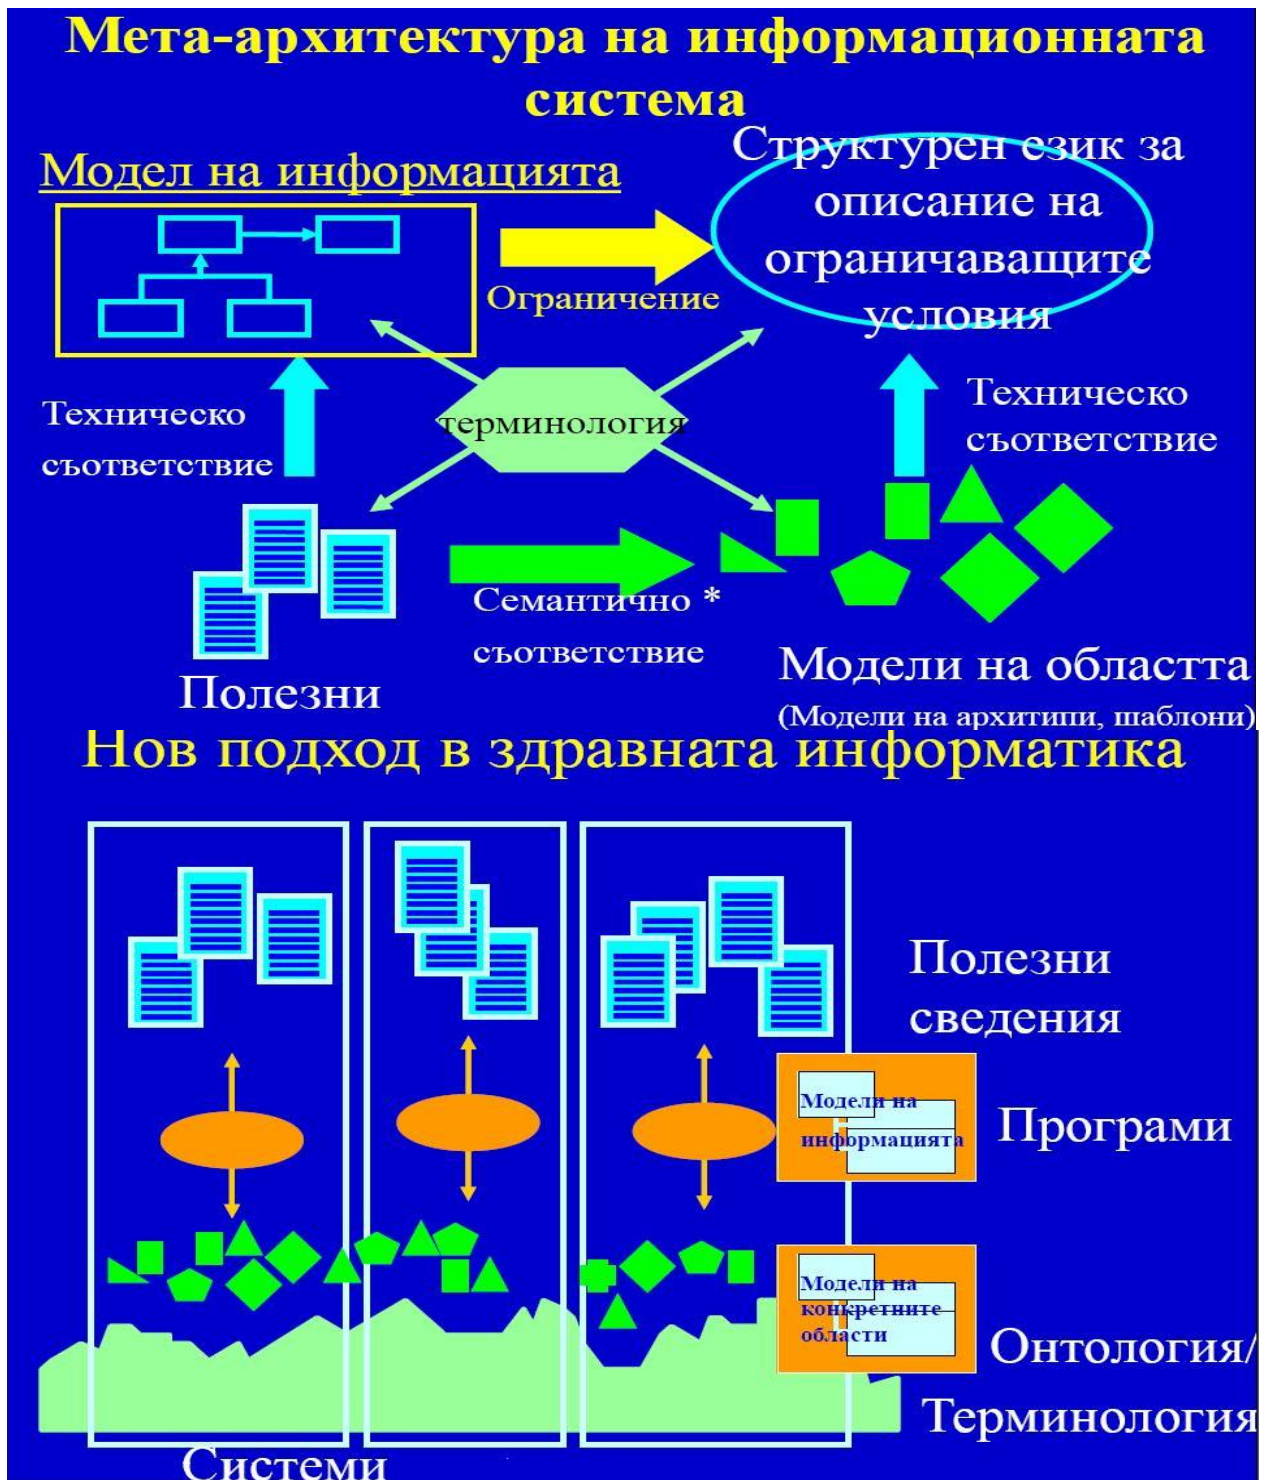 Мета-архитектура на информационната
система
Модел на информацията
Структурен език за
описание на
ограничаващите
условия
Ограничение
Техническо
съответствие
терминология
Техническо
съответствие
Семантично *
съответствие
Полезни
Модели на областта
(Модели на архитипи, шаблони)
Нов подход в здравната информатика
Полезни
сведения
Модели на
информацията
Програми
Модели на
конкретните
области
Онтология/
Терминология
Системи